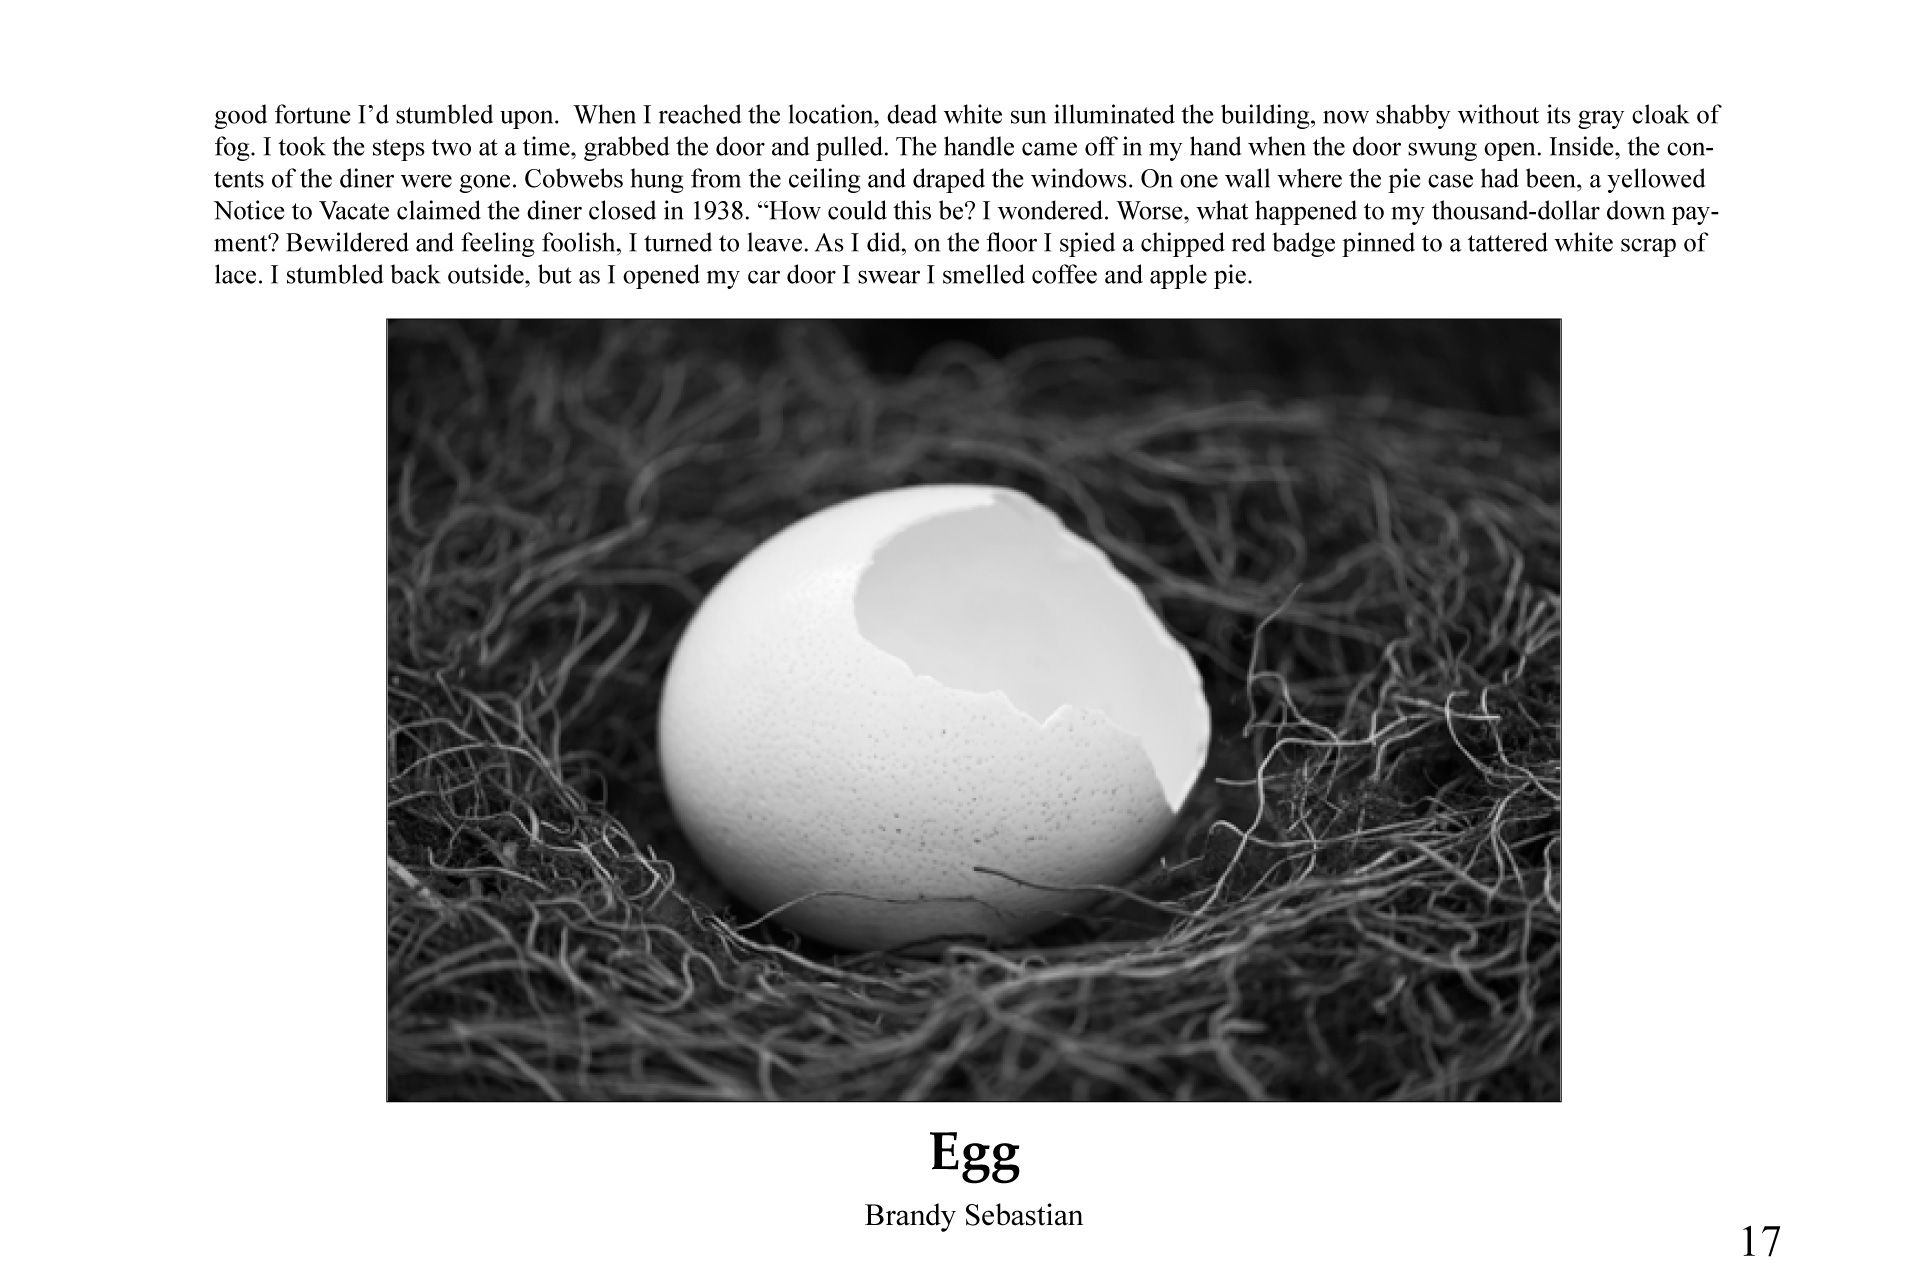 good fortune I’d stumbled upon.  When I reached the location, dead white sun illuminated the building, now shabby without its gray cloak of
fog. I took the steps two at a time, grabbed the door and pulled. The handle came off in my hand when the door swung open. Inside, the con-
tents of the diner were gone. Cobwebs hung from the ceiling and draped the windows. On one wall where the pie case had been, a yellowed
Notice to Vacate claimed the diner closed in 1938. “How could this be? I wondered. Worse, what happened to my thousand-dollar down pay-
ment? Bewildered and feeling foolish, I turned to leave. As I did, on the floor I spied a chipped red badge pinned to a tattered white scrap of
lace. I stumbled back outside, but as I opened my car door I swear I smelled coffee and apple pie.
Egg
Brandy Sebastian
17